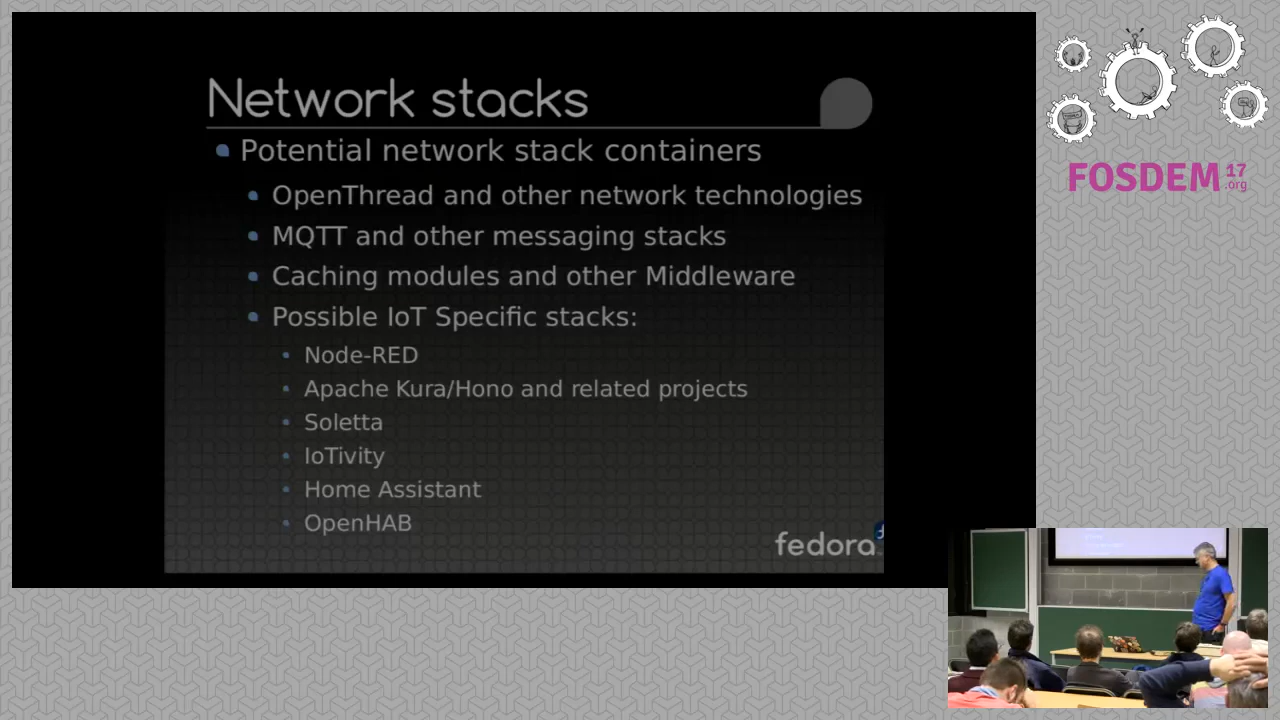 Network stacks
Potential network stack containers
OpenThread and other network technologies
MQTT and other messaging stacks
Caching modules and other Middleware
Possible IoT Specific stacks:
Node-RED
Apache Kura/Hono and related projects
Soletta
IoTivity
Home Assistant
OpenHAB
fedora
FOSDEM 17
.org